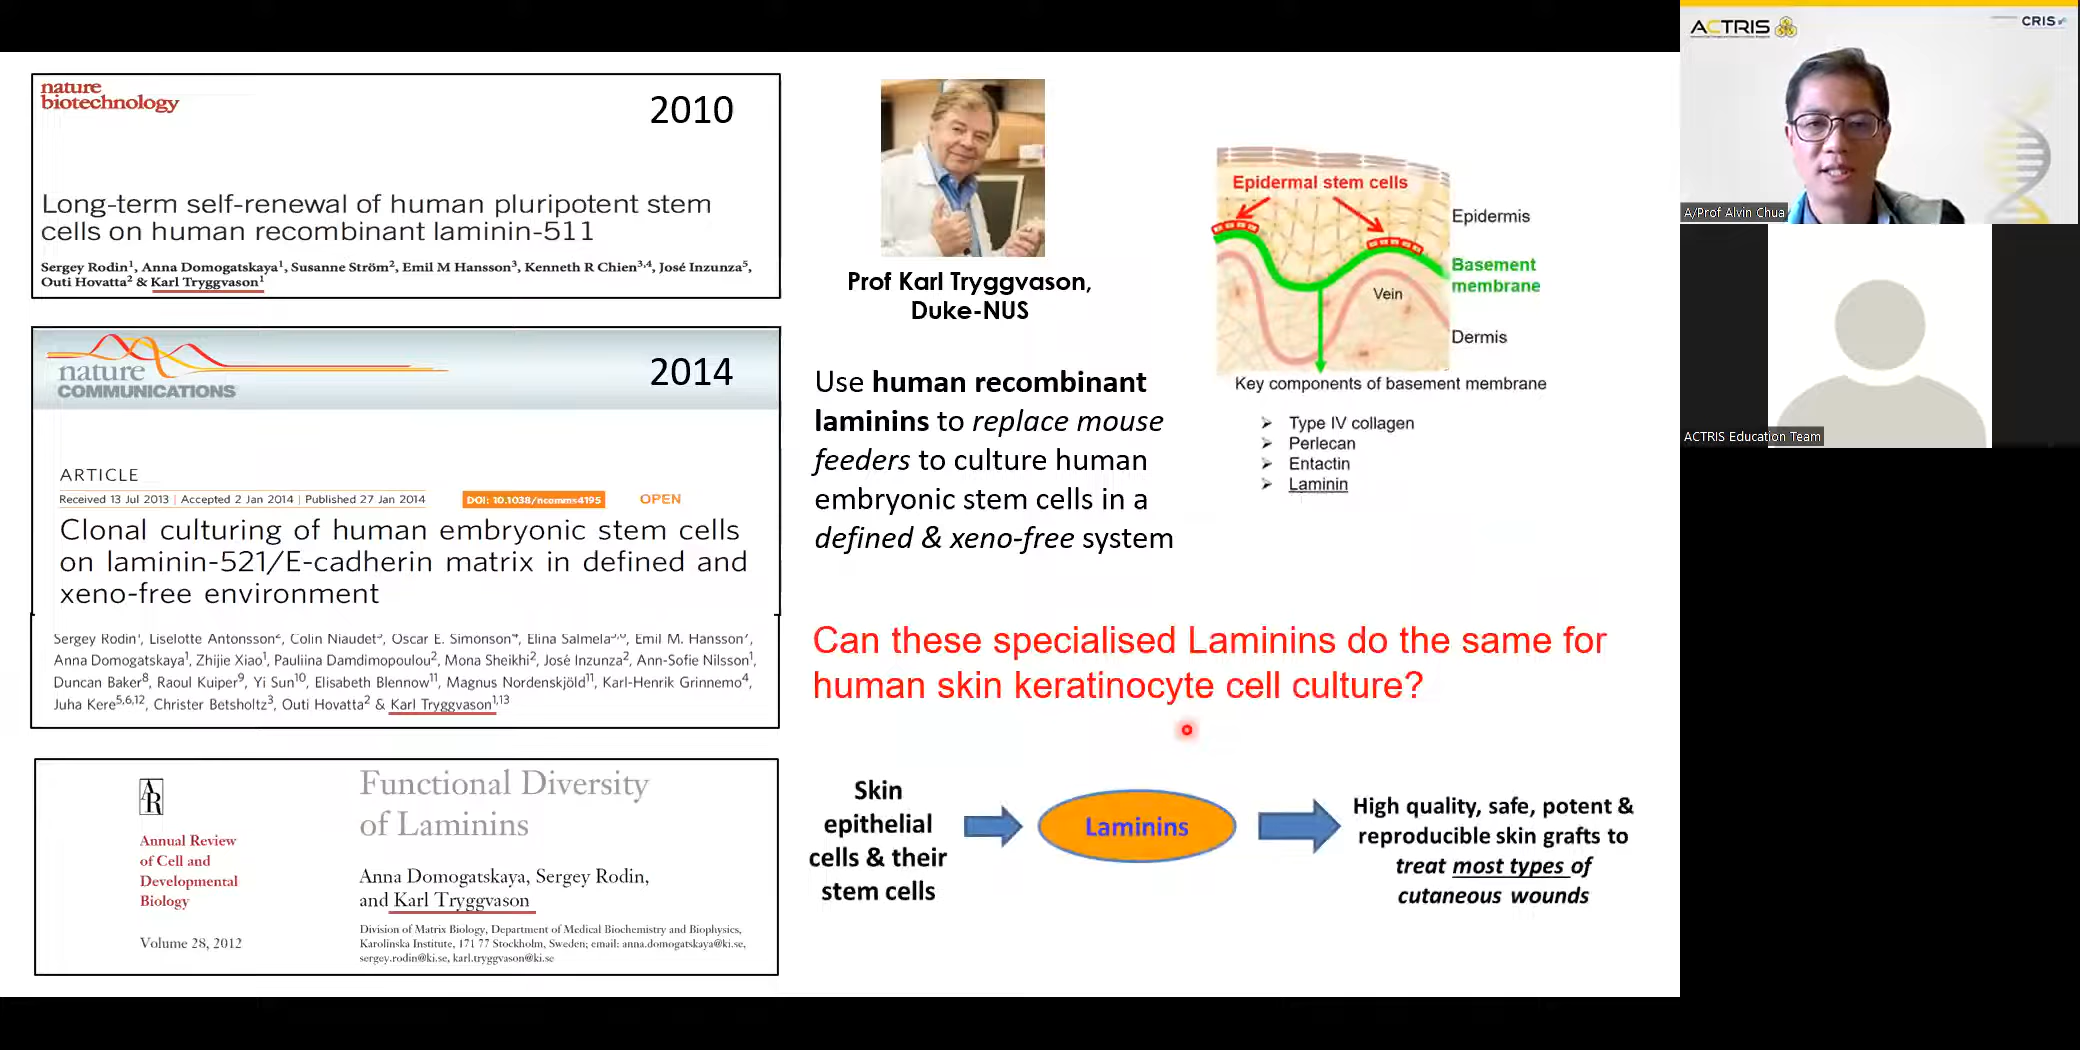 nature
biotechnology
2010
Long-term self-renewal of human pluripotent stem
cells on human recombinant laminin-511
Sergey Rodin¹, Anna Domogatskaya¹, Susanne Ström², Emil M Hansson³, Kenneth R Chien³,⁴, José Inzunza⁵,
Outi Hovatta² & Karl Tryggvason¹
nature
COMMUNICATIONS
2014
ARTICLE
Received 13 Jul 2013 | Accepted 2 Jan 2014 | Published 27 Jan 2014
DOI: 10.1038/ncomms4195
OPEN
Clonal culturing of human embryonic stem cells
on laminin-521/E-cadherin matrix in defined and
xeno-free environment
Sergey Rodin¹, Liselotte Antonsson², Colin Niaudet³, Oscar E. Simonson⁴, Elina Salmela⁵,⁶, Emil M. Hansson⁷,
Anna Domogatskaya¹, Zhijie Xiao¹, Pauliina Damdimopoulou², Mona Sheikhi², José Inzunza², Ann-Sofie Nilsson¹,
Duncan Baker⁸, Raoul Kuiper⁹, Yi Sun¹⁰, Elisabeth Blennow¹¹, Magnus Nordenskjöld¹¹, Karl-Henrik Grinnemo⁴,
Juha Kere⁵,⁶,¹², Christer Betsholtz³, Outi Hovatta² & Karl Tryggvason¹,¹³
AR
Annual Review
of Cell and
Developmental
Biology
Volume 28, 2012
Functional Diversity
of Laminins
Anna Domogatskaya, Sergey Rodin,
and Karl Tryggvason
Division of Matrix Biology, Department of Medical Biochemistry and Biophysics,
Karolinska Institute, 171 77 Stockholm, Sweden; email: anna.domogatskaya@ki.se,
sergey.rodin@ki.se, karl.tryggvason@ki.se
Prof Karl Tryggvason,
Duke-NUS
Use human recombinant
laminins to replace mouse
feeders to culture human
embryonic stem cells in a
defined & xeno-free system
Epidermal stem cells
Epidermis
Basement
membrane
Vein
Dermis
Key components of basement membrane
➢ Type IV collagen
➢ Perlecan
➢ Entactin
➢ Laminin
Can these specialised Laminins do the same for
human skin keratinocyte cell culture?
Skin
epithelial
cells & their
stem cells
Laminins
High quality, safe, potent &
reproducible skin grafts to
treat most types of
cutaneous wounds
ACTRIS
CRIS
A/Prof Alvin Chua
ACTRIS Education Team